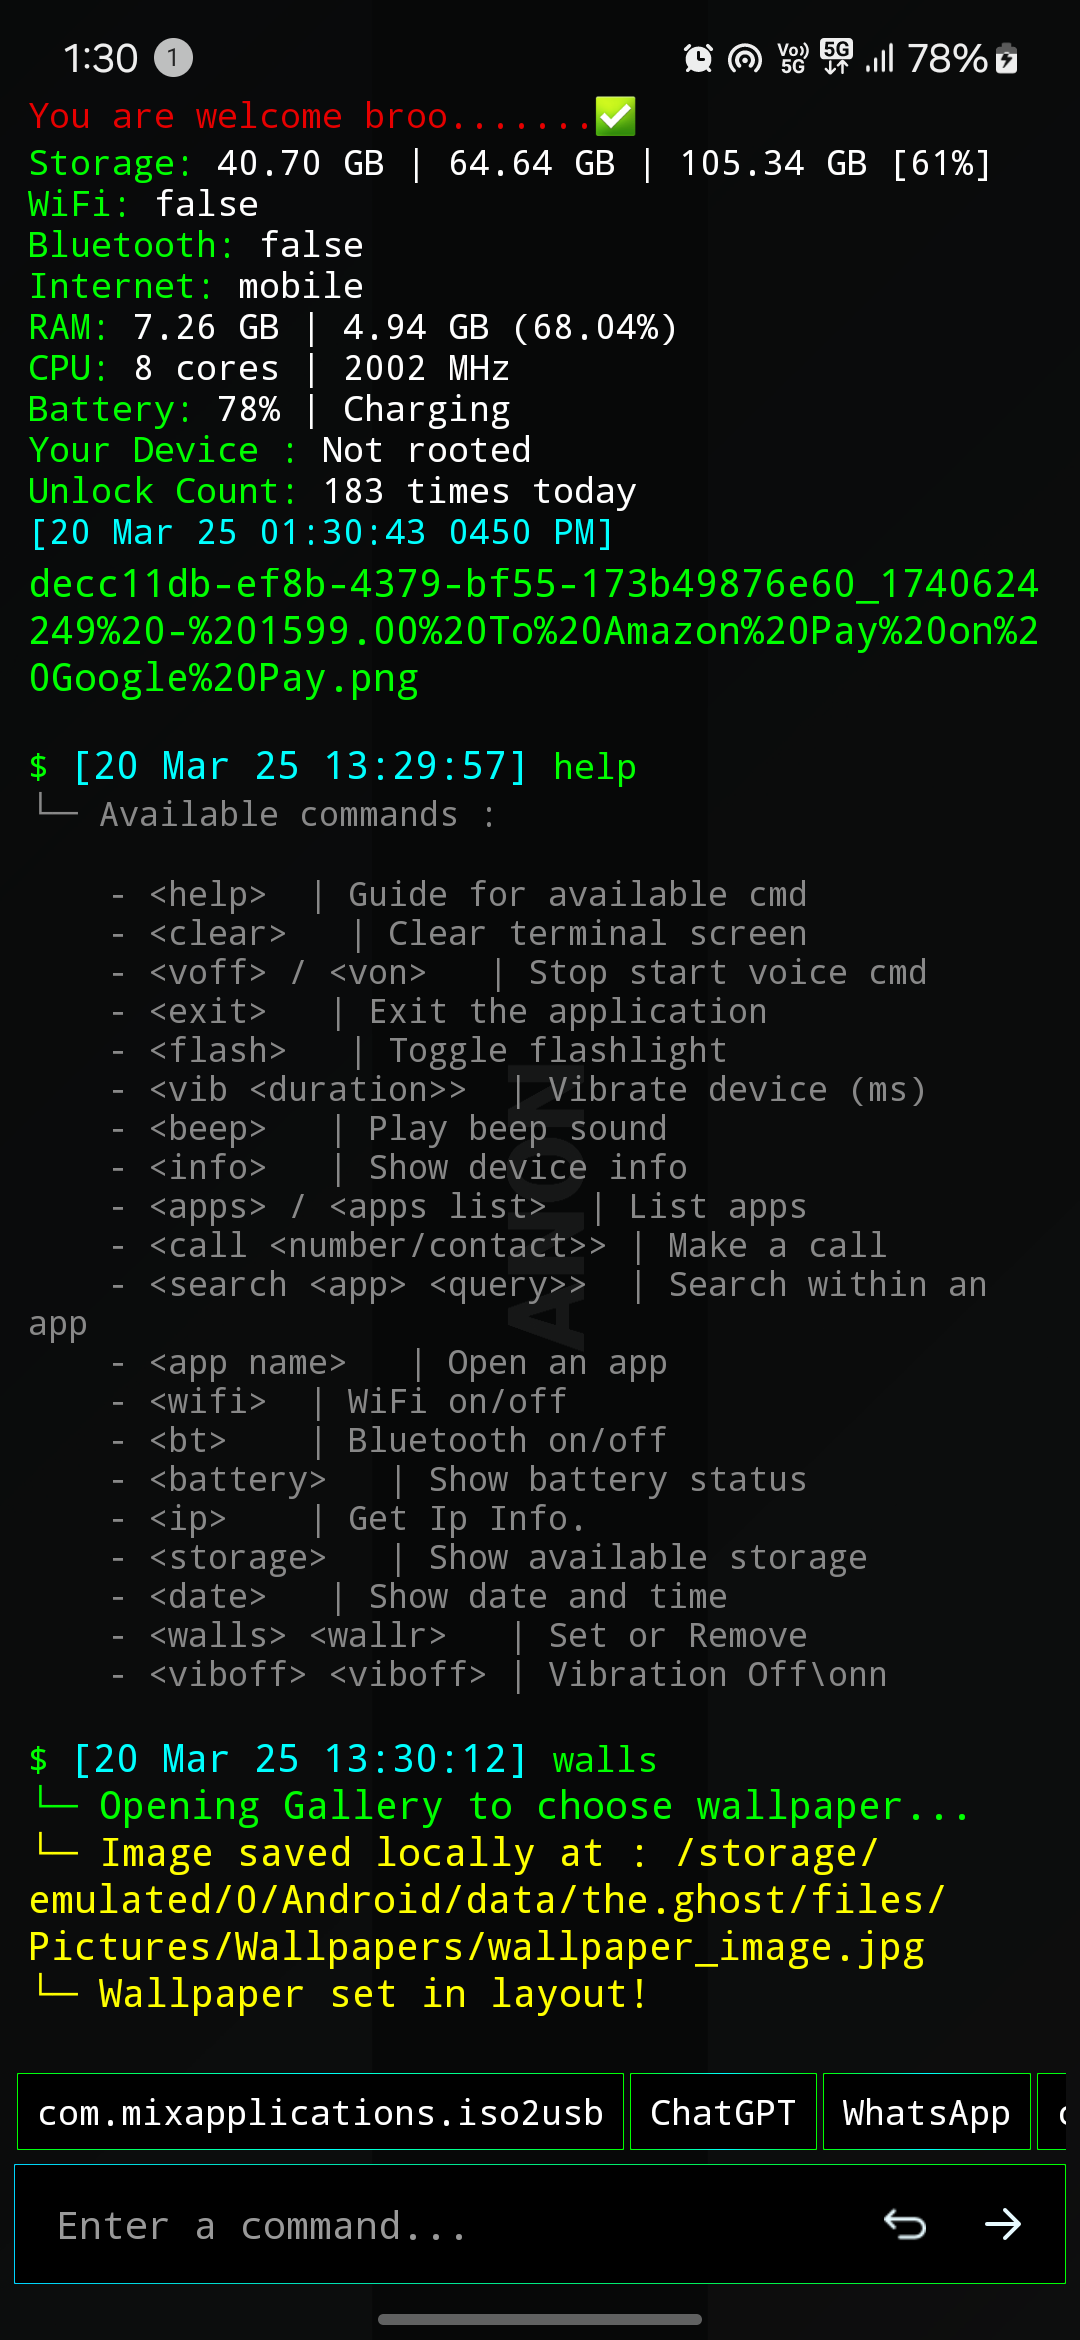 1:30 1 Vo)) 5G 5G 78%
You are welcome broo.......✅
Storage: 40.70 GB | 64.64 GB | 105.34 GB [61%]
WiFi: false
Bluetooth: false
Internet: mobile
RAM: 7.26 GB | 4.94 GB (68.04%)
CPU: 8 cores | 2002 MHz
Battery: 78% | Charging
Your Device : Not rooted
Unlock Count: 183 times today
[20 Mar 25 01:30:43 0450 PM]
decc11db-ef8b-4379-bf55-173b49876e60_1740624
249%20-%201599.00%20To%20Amazon%20Pay%20on%2
0Google%20Pay.png
$ [20 Mar 25 13:29:57] help
└─ Available commands :
- <help> | Guide for available cmd
- <clear> | Clear terminal screen
- <voff> / <von> | Stop start voice cmd
- <exit> | Exit the application
- <flash> | Toggle flashlight
- <vib <duration>> | Vibrate device (ms)
- <beep> | Play beep sound
- <info> | Show device info
- <apps> / <apps list> | List apps
- <call <number/contact>> | Make a call
- <search <app> <query>> | Search within an
app
- <app name> | Open an app
- <wifi> | WiFi on/off
- <bt> | Bluetooth on/off
- <battery> | Show battery status
- <ip> | Get Ip Info.
- <storage> | Show available storage
- <date> | Show date and time
- <walls> <wallr> | Set or Remove
- <viboff> <viboff> | Vibration Off\onn
ANON
$ [20 Mar 25 13:30:12] walls
└─ Opening Gallery to choose wallpaper...
└─ Image saved locally at : /storage/
emulated/0/Android/data/the.ghost/files/
Pictures/Wallpapers/wallpaper_image.jpg
└─ Wallpaper set in layout!
com.mixapplications.iso2usb ChatGPT WhatsApp
Enter a command...